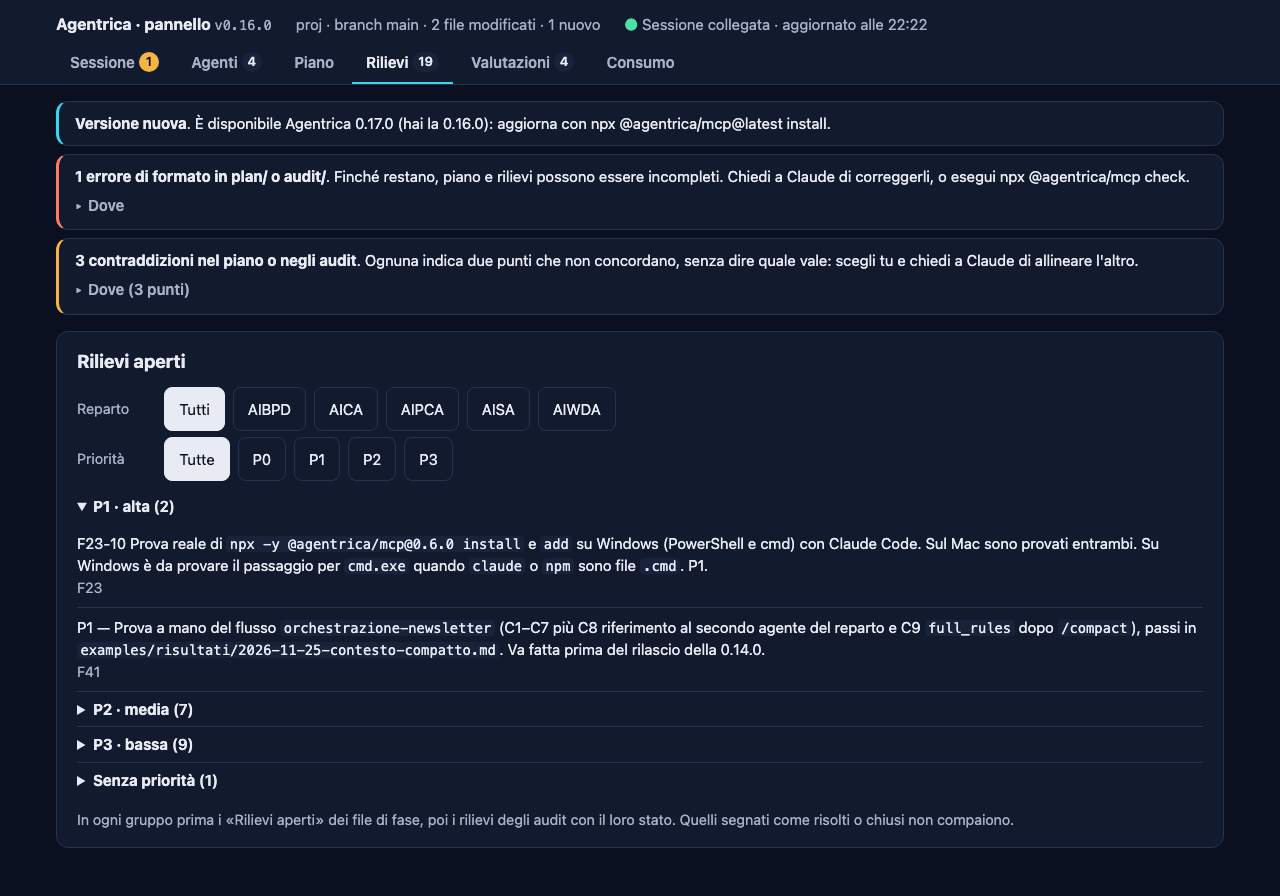 Agentrica · pannello v0.16.0 proj · branch main · 2 file modificati · 1 nuovo Sessione collegata · aggiornato alle 22:22
Sessione 1 Agenti 4 Piano Rilievi 19 Valutazioni 4 Consumo
Versione nuova. È disponibile Agentrica 0.17.0 (hai la 0.16.0): aggiorna con npx @agentrica/mcp@latest install.
1 errore di formato in plan/ o audit/. Finché restano, piano e rilievi possono essere incompleti. Chiedi a Claude di correggerli, o esegui npx @agentrica/mcp check.
▸ Dove
3 contraddizioni nel piano o negli audit. Ognuna indica due punti che non concordano, senza dire quale vale: scegli tu e chiedi a Claude di allineare l'altro.
▸ Dove (3 punti)
Rilievi aperti
Reparto Tutti AIBPD AICA AIPCA AISA AIWDA
Priorità Tutte P0 P1 P2 P3
▼ P1 · alta (2)
F23-10 Prova reale di npx -y @agentrica/mcp@0.6.0 install e add su Windows (PowerShell e cmd) con Claude Code. Sul Mac sono provati entrambi. Su
Windows è da provare il passaggio per cmd.exe quando claude o npm sono file .cmd. P1.
F23
P1 — Prova a mano del flusso orchestrazione-newsletter (C1–C7 più C8 riferimento al secondo agente del reparto e C9 full_rules dopo /compact), passi in
examples/risultati/2026-11-25-contesto-compatto.md. Va fatta prima del rilascio della 0.14.0.
F41
▶ P2 · media (7)
▶ P3 · bassa (9)
▶ Senza priorità (1)
In ogni gruppo prima i «Rilievi aperti» dei file di fase, poi i rilievi degli audit con il loro stato. Quelli segnati come risolti o chiusi non compaiono.